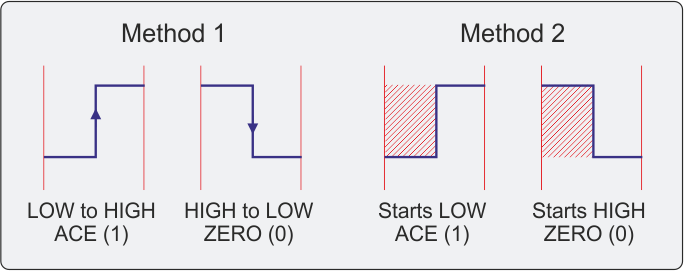 Method 1
Method 2
LOW to HIGH
ACE (1)
HIGH to LOW
ZERO (0)
Starts LOW
ACE (1)
Starts HIGH
ZERO (0)